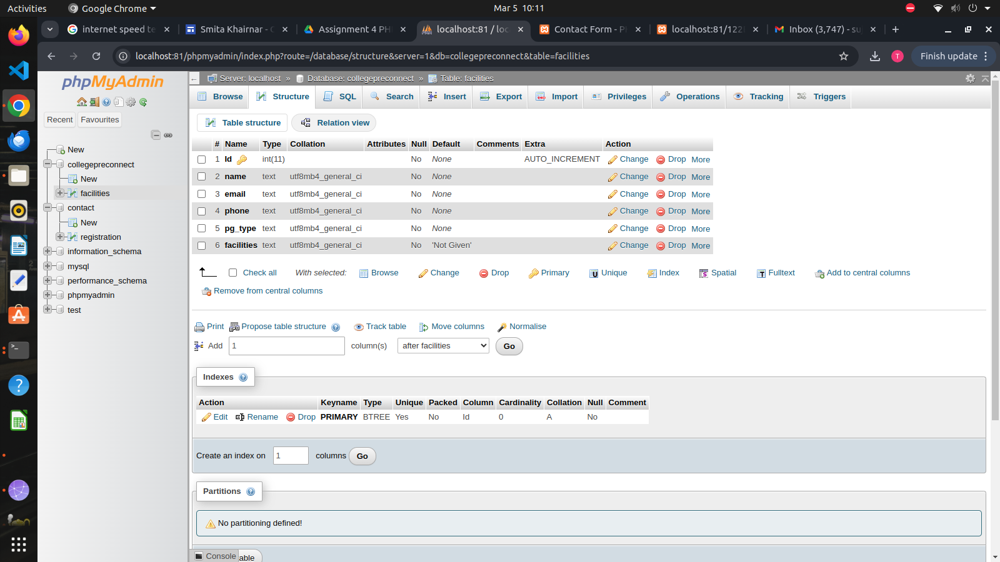 Activities
Google Chrome
Mar 5 10:11
internet speed te
Smita Khairnar - C
Assignment 4 PH
localhost:81 / loc
Contact Form - P
localhost:81/122
Inbox (3,747) - su
localhost:81/phpmyadmin/index.php?route=/database/structure&server=1&db=collegepreconnect&table=facilities
T
Finish update
phpMyAdmin
Recent
Favourites
New
collegepreconnect
New
facilities
contact
New
registration
information_schema
mysql
performance_schema
phpmyadmin
test
Server: localhost » Database: collegepreconnect » Table: facilities
Browse Structure SQL Search Insert Export Import Privileges Operations Tracking Triggers
Table structure Relation view
# Name Type Collation Attributes Null Default Comments Extra Action
1 Id int(11) No None AUTO_INCREMENT Change Drop More
2 name text utf8mb4_general_ci No None Change Drop More
3 email text utf8mb4_general_ci No None Change Drop More
4 phone text utf8mb4_general_ci No None Change Drop More
5 pg_type text utf8mb4_general_ci No None Change Drop More
6 facilities text utf8mb4_general_ci No 'Not Given' Change Drop More
Check all With selected: Browse Change Drop Primary Unique Index Spatial Fulltext Add to central columns
Remove from central columns
Print Propose table structure Track table Move columns Normalise
Add 1 column(s) after facilities Go
Indexes
Action Keyname Type Unique Packed Column Cardinality Collation Null Comment
Edit Rename Drop PRIMARY BTREE Yes No Id 0 A No
Create an index on 1 columns Go
Partitions
No partitioning defined!
Console
able